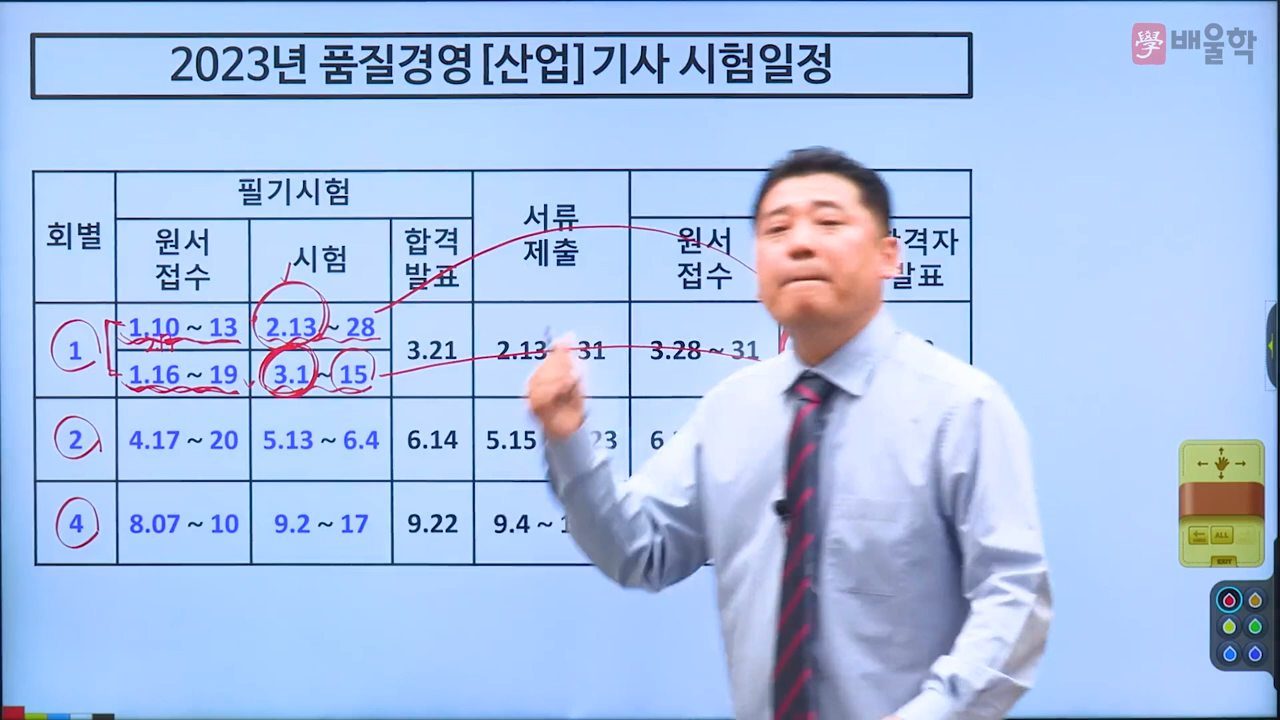 2023년 품질경영[산업]기사 시험일정
學 배울학
회별
필기시험
원서
접수
시험
합격
발표
서류
제출
원서
접수
격자
발표
1
1.10 ~ 13
2.13 ~ 28
1.16 ~ 19
3.1 ~ 15
3.21
2.13 31
3.28 ~ 31
2
4.17 ~ 20
5.13 ~ 6.4
6.14
5.15 23
4
8.07 ~ 10
9.2 ~ 17
9.22
9.4 ~
ALL
EXIT